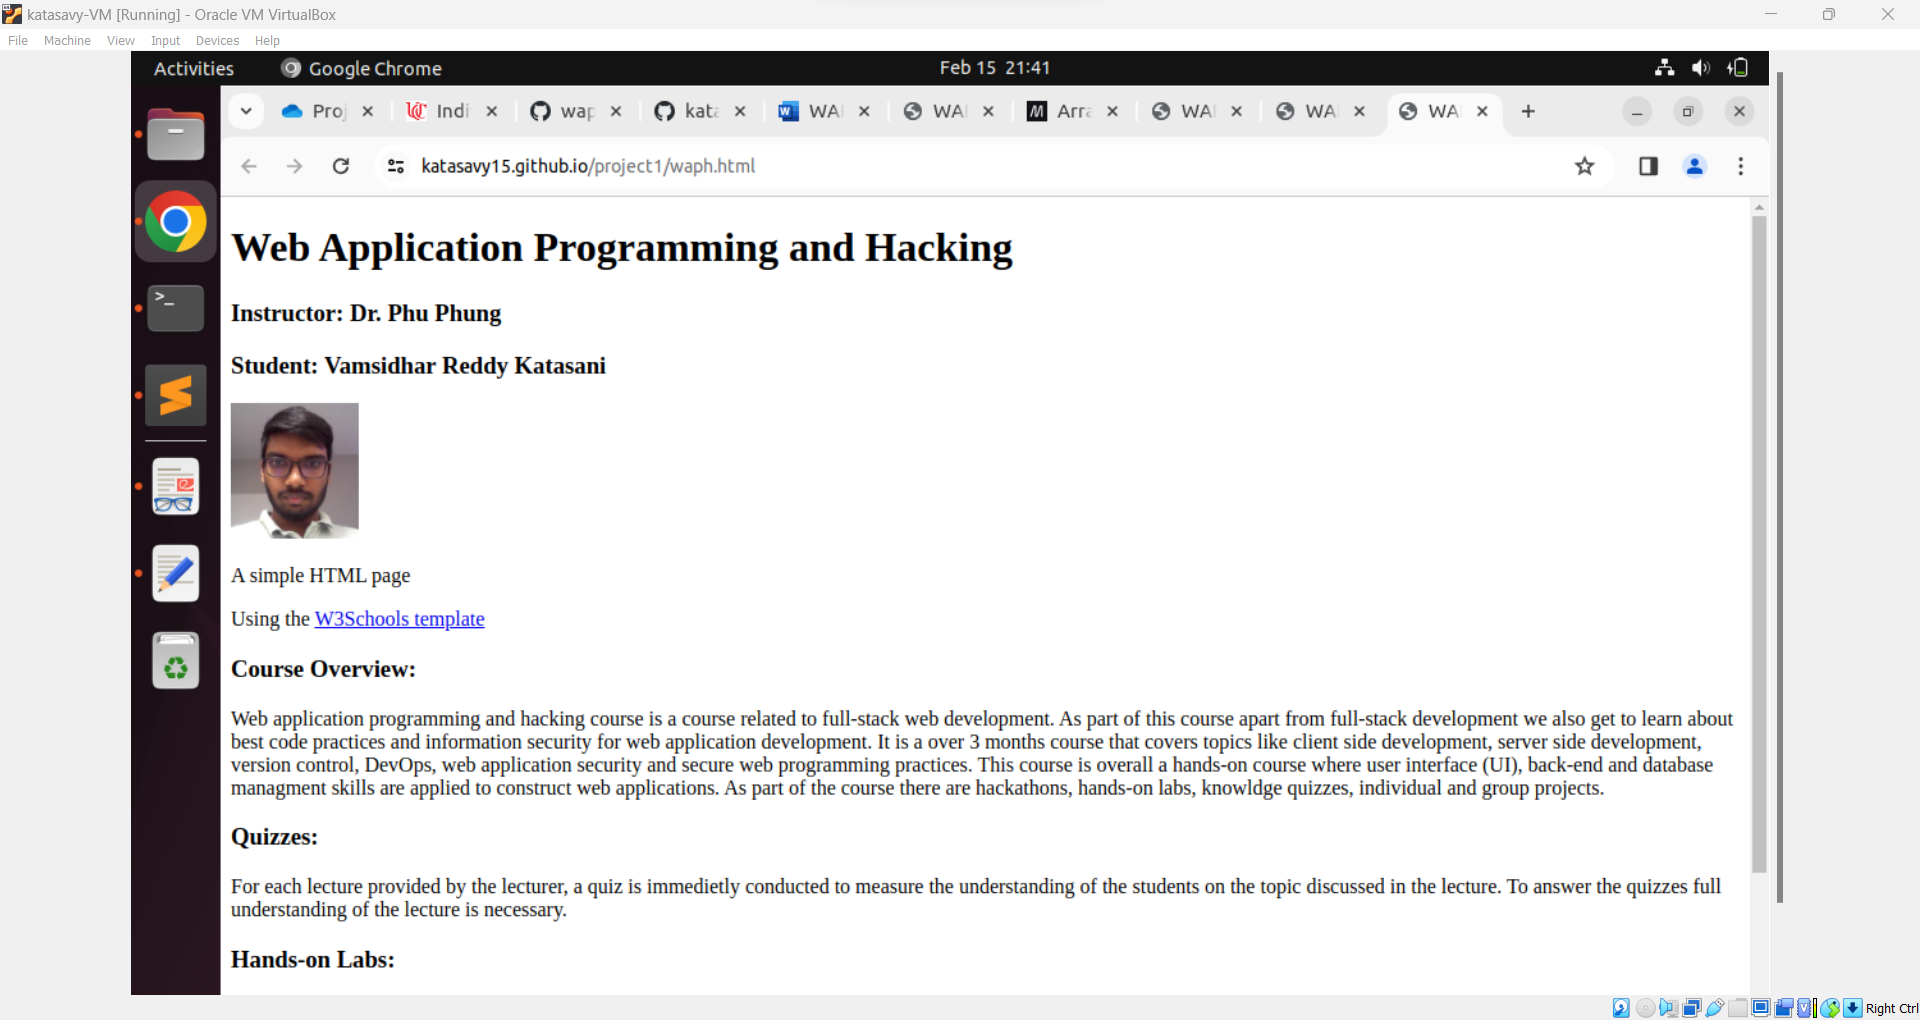 katasavy-VM [Running] - Oracle VM VirtualBox
File Machine View Input Devices Help
Activities Google Chrome Feb 15 21:41
Proj Indi wap kata WA WA Arra WA WA WA
katasavy15.github.io/project1/waph.html
Web Application Programming and Hacking
Instructor: Dr. Phu Phung
Student: Vamsidhar Reddy Katasani
A simple HTML page
Using the W3Schools template
Course Overview:
Web application programming and hacking course is a course related to full-stack web development. As part of this course apart from full-stack development we also get to learn about
best code practices and information security for web application development. It is a over 3 months course that covers topics like client side development, server side development,
version control, DevOps, web application security and secure web programming practices. This course is overall a hands-on course where user interface (UI), back-end and database
managment skills are applied to construct web applications. As part of the course there are hackathons, hands-on labs, knowldge quizzes, individual and group projects.
Quizzes:
For each lecture provided by the lecturer, a quiz is immedietly conducted to measure the understanding of the students on the topic discussed in the lecture. To answer the quizzes full
understanding of the lecture is necessary.
Hands-on Labs:
Right Ctrl